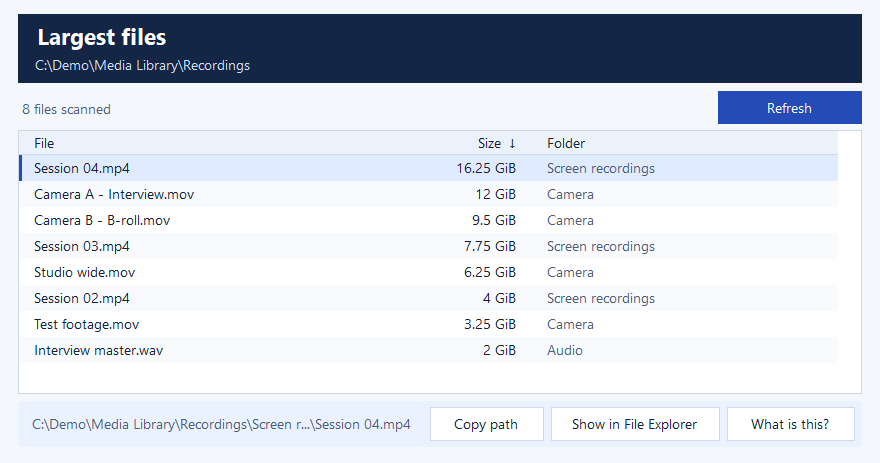 Largest files
C:\Demo\Media Library\Recordings
8 files scanned
Refresh
File Size ↓ Folder
Session 04.mp4 16.25 GiB Screen recordings
Camera A - Interview.mov 12 GiB Camera
Camera B - B-roll.mov 9.5 GiB Camera
Session 03.mp4 7.75 GiB Screen recordings
Studio wide.mov 6.25 GiB Camera
Session 02.mp4 4 GiB Screen recordings
Test footage.mov 3.25 GiB Camera
Interview master.wav 2 GiB Audio
C:\Demo\Media Library\Recordings\Screen r...\Session 04.mp4 Copy path Show in File Explorer What is this?